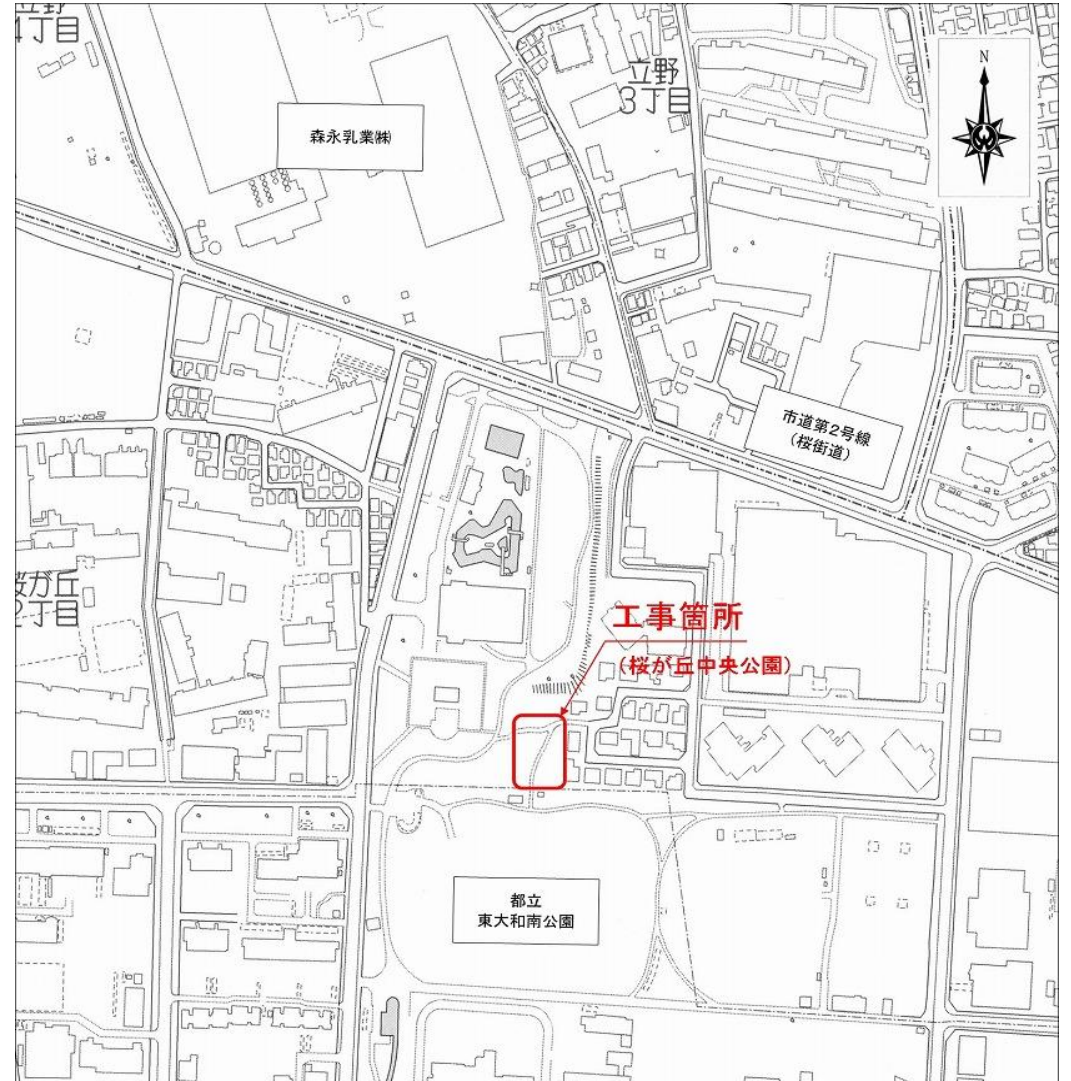 立野
4丁目
立野
3丁目
N
森永乳業㈱
市道第2号線
(桜街道)
桜が丘
2丁目
工事箇所
(桜が丘中央公園)
都立
東大和南公園